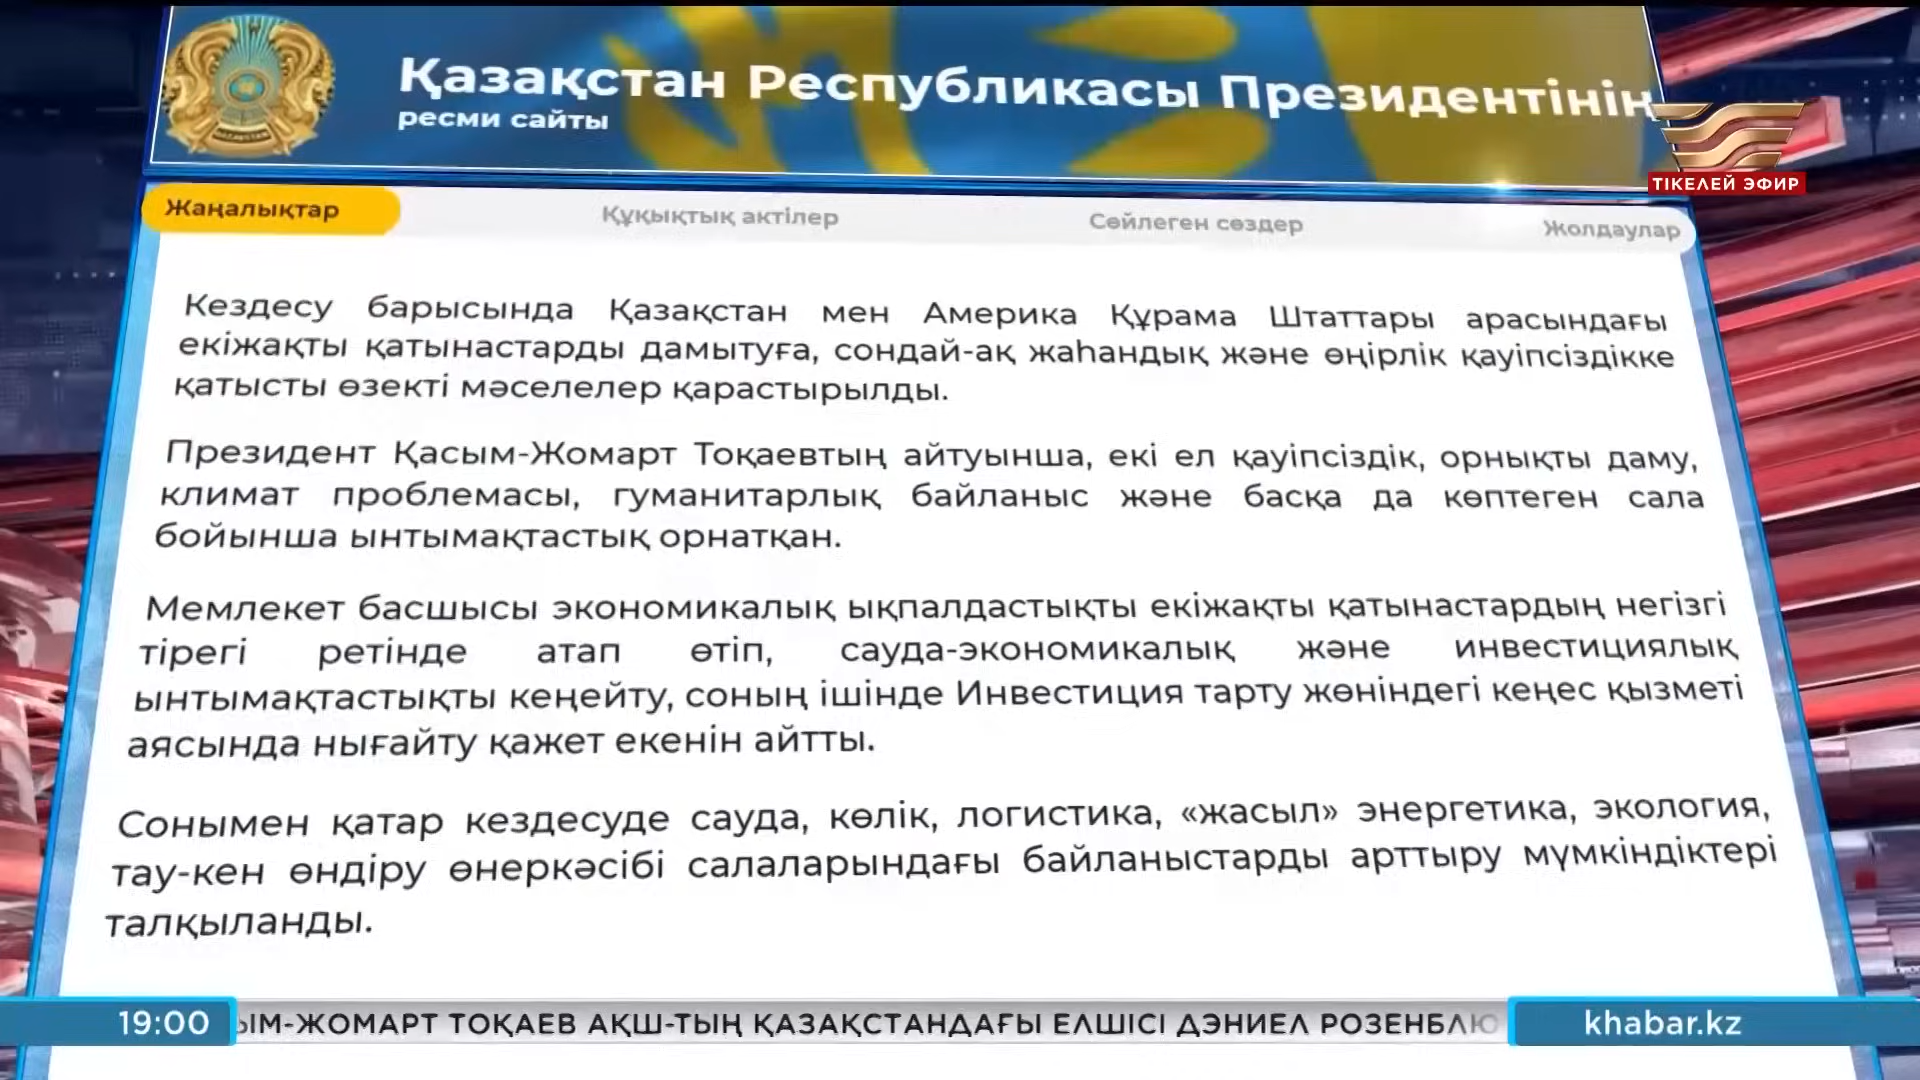 Қазақстан Республикасы Президентінің
ресми сайты
ТІКЕЛЕЙ ЭФИР
Жаңалықтар
Құқықтық актілер
Сөйлеген сөздер
Жолдаулар
Кездесу барысында Қазақстан мен Америка Құрама Штаттары арасындағы
екіжақты қатынастарды дамытуға, сондай-ақ жаһандық және өңірлік қауіпсіздікке
қатысты өзекті мәселелер қарастырылды.
Президент Қасым-Жомарт Тоқаевтың айтуынша, екі ел қауіпсіздік, орнықты даму,
климат проблемасы, гуманитарлық байланыс және басқа да көптеген сала
бойынша ынтымақтастық орнатқан.
Мемлекет басшысы экономикалық ықпалдастықты екіжақты қатынастардың негізгі
тірегі ретінде атап өтіп, сауда-экономикалық және инвестициялық
ынтымақтастықты кеңейту, соның ішінде Инвестиция тарту жөніндегі кеңес қызметі
аясында нығайту қажет екенін айтты.
Сонымен қатар кездесуде сауда, көлік, логистика, «жасыл» энергетика, экология,
тау-кен өндіру өнеркәсібі салаларындағы байланыстарды арттыру мүмкіндіктері
талқыланды.
19:00
ЫМ-ЖОМАРТ ТОҚАЕВ АҚШ-ТЫҢ ҚАЗАҚСТАНДАҒЫ ЕЛШІСІ ДЭНИЕЛ РОЗЕНБЛЮ
khabar.kz